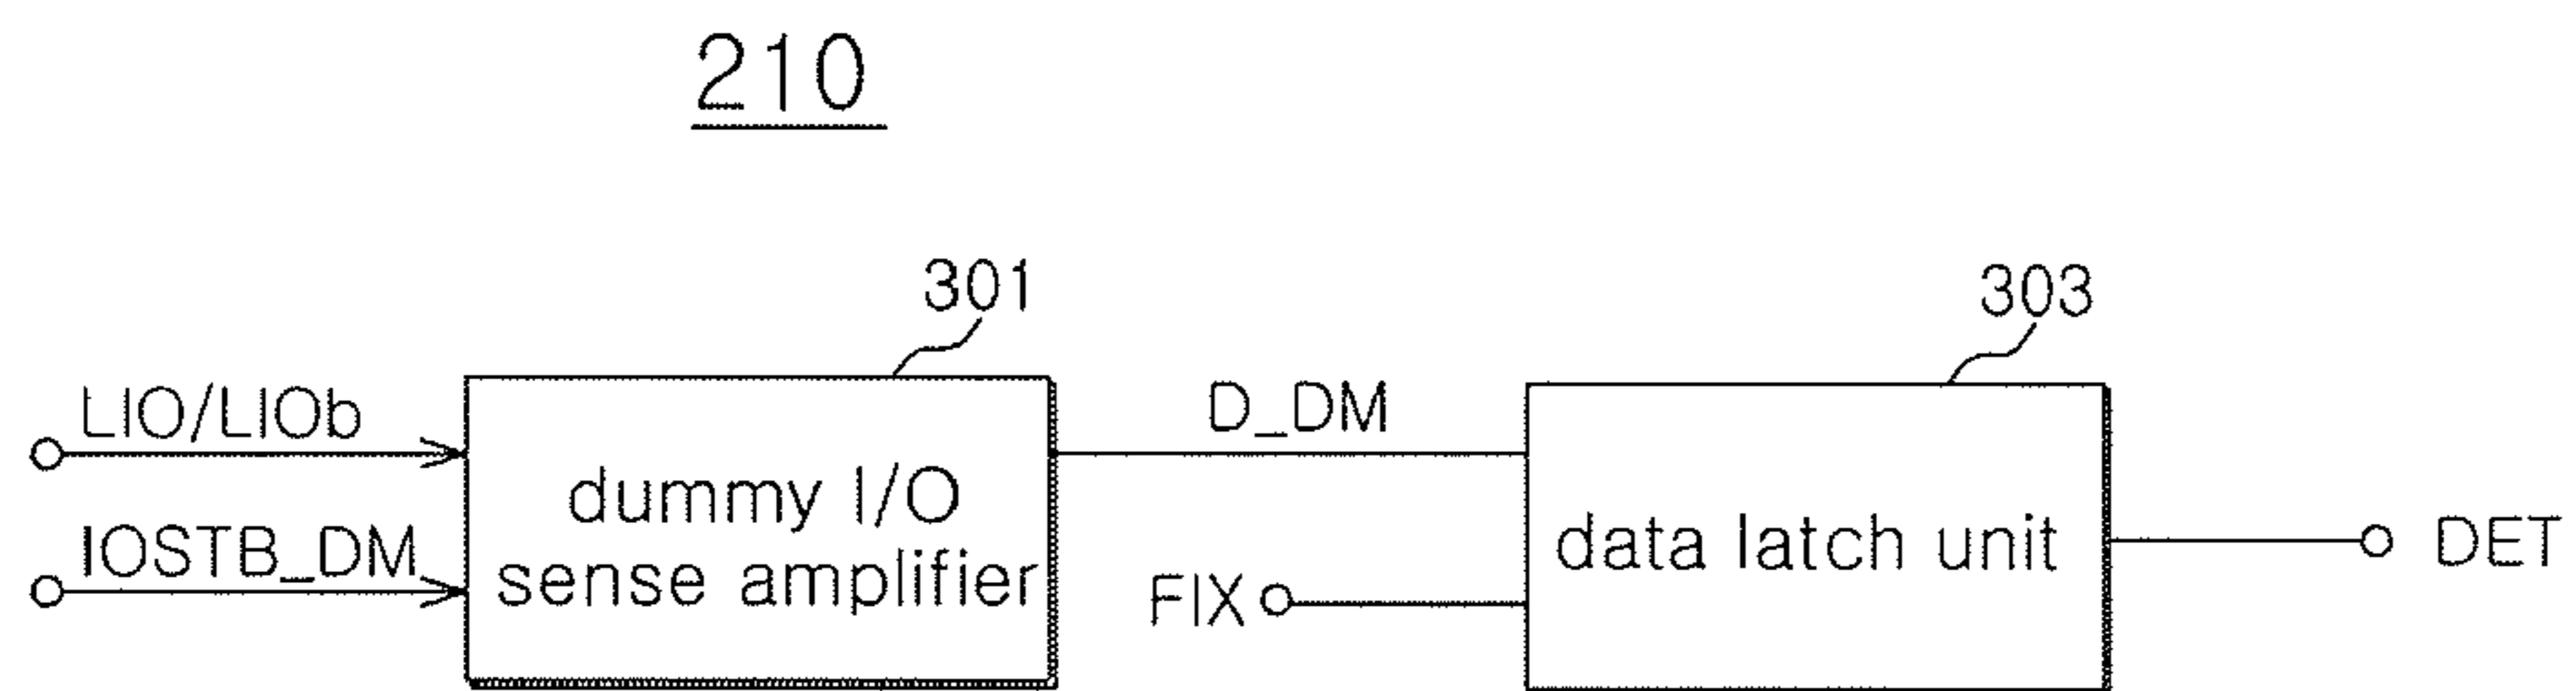 210
301
303
LIO/LIOb
D_DM
dummy I/O
sense amplifier
IOSTB_DM
FIX
data latch unit
DET